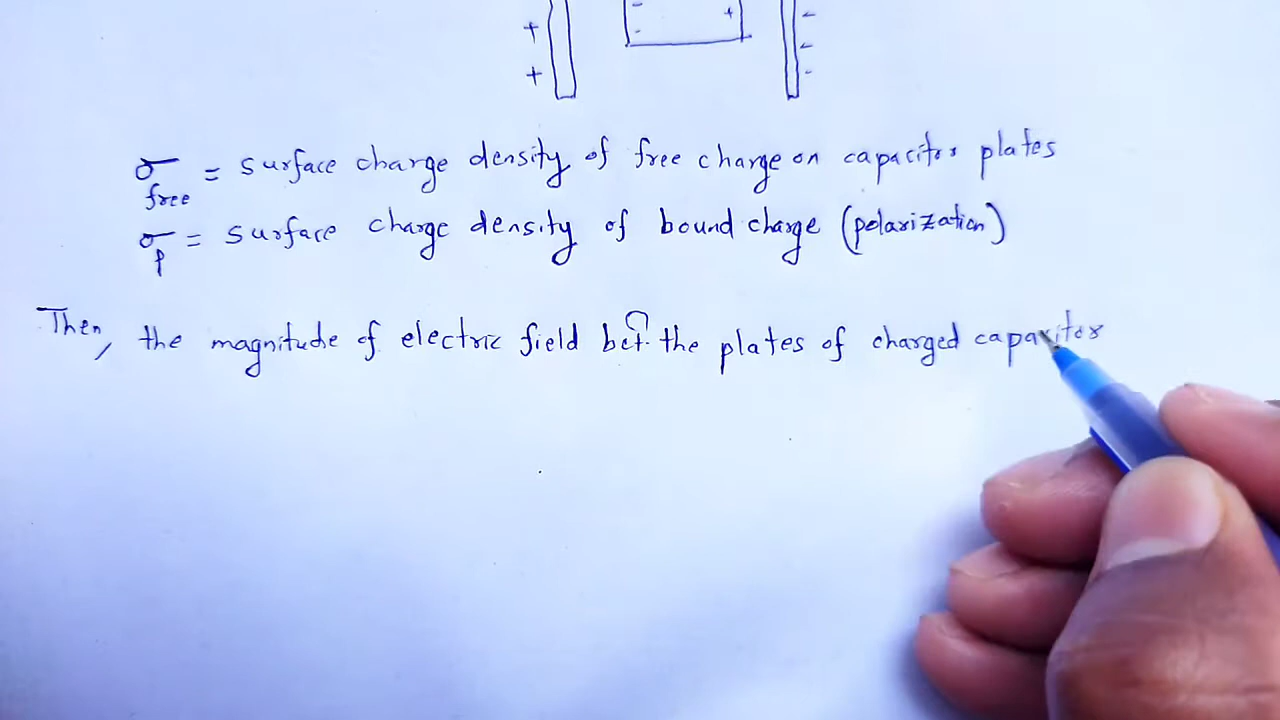 + - + -
- - -
+ -
σ = surface charge density of free charge on capacitor plates
free
σp = surface charge density of bound charge (polarization)
Then, the magnitude of electric field bet. the plates of charged capacitor